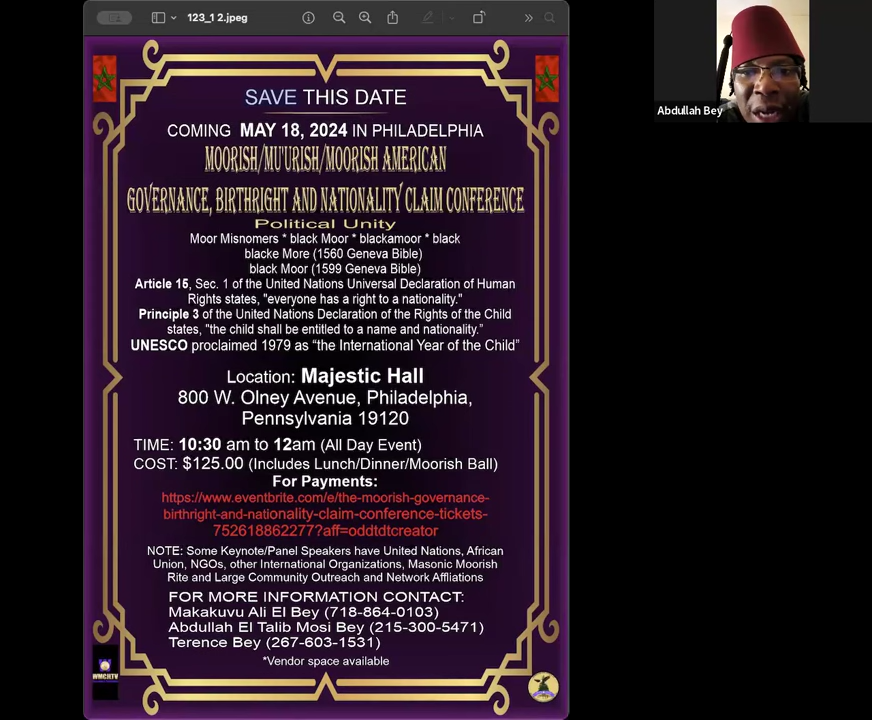 123_1 2.jpeg
Abdullah Bey
SAVE THIS DATE
COMING MAY 18, 2024 IN PHILADELPHIA
MOORISH/MU'URISH/MOORISH AMERICAN
GOVERNANCE, BIRTHRIGHT AND NATIONALITY CLAIM CONFERENCE
Political Unity
Moor Misnomers * black Moor * blackamoor * black
blacke More (1560 Geneva Bible)
black Moor (1599 Geneva Bible)
Article 15, Sec. 1 of the United Nations Universal Declaration of Human
Rights states, "everyone has a right to a nationality."
Principle 3 of the United Nations Declaration of the Rights of the Child
states, "the child shall be entitled to a name and nationality.”
UNESCO proclaimed 1979 as “the International Year of the Child”
Location: Majestic Hall
800 W. Olney Avenue, Philadelphia,
Pennsylvania 19120
TIME: 10:30 am to 12am (All Day Event)
COST: $125.00 (Includes Lunch/Dinner/Moorish Ball)
For Payments:
https://www.eventbrite.com/e/the-moorish-governance-
birthright-and-nationality-claim-conference-tickets-
752618862277?aff=oddtdtcreator
NOTE: Some Keynote/Panel Speakers have United Nations, African
Union, NGOs, other International Organizations, Masonic Moorish
Rite and Large Community Outreach and Network Affliations
FOR MORE INFORMATION CONTACT:
Makakuvu Ali El Bey (718-864-0103)
Abdullah El Talib Mosi Bey (215-300-5471)
Terence Bey (267-603-1531)
*Vendor space available